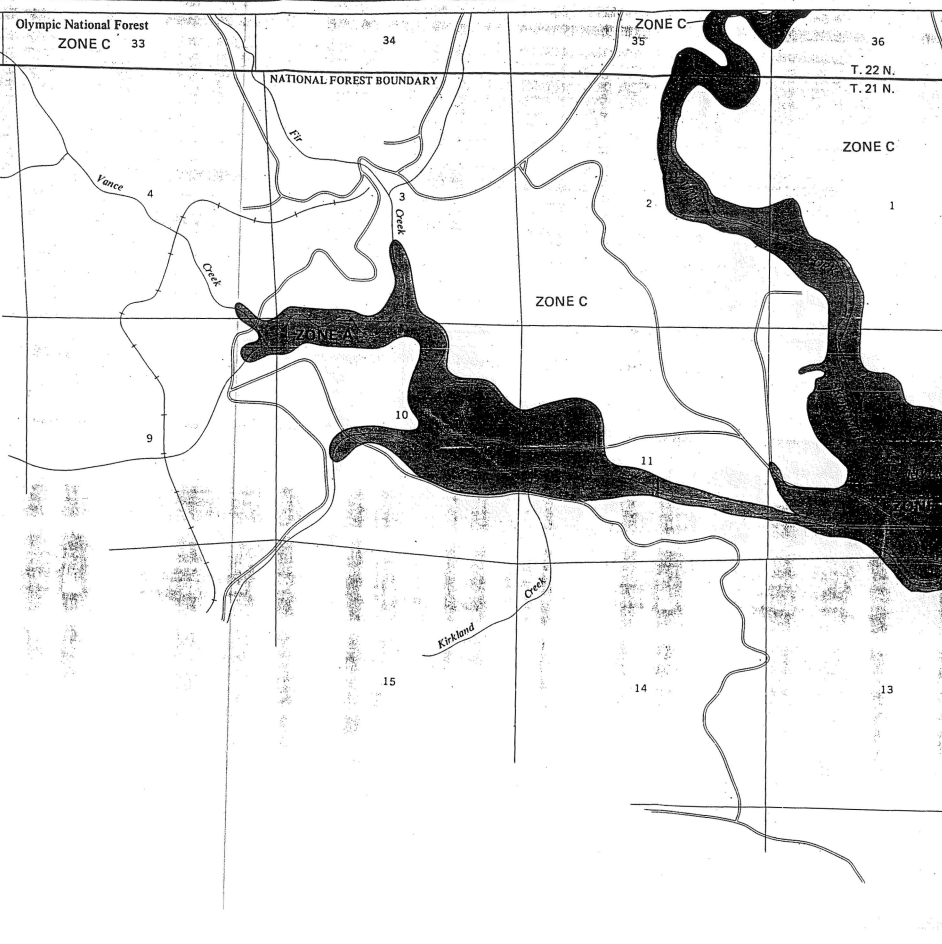 Olympic National Forest
ZONE C 33
34
ZONE C
35
36
T. 22 N.
NATIONAL FOREST BOUNDARY
T. 21 N.
Fir
ZONE C
Vance
4
3
2
1
Creek
Creek
ZONE C
ZONE A
10
9
11
ZONE
Creek
Kirkland
15
14
13